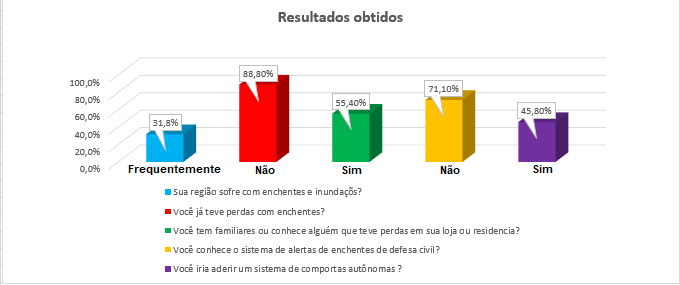 Resultados obtidos
100,0%
80,0%
60,0%
40,0%
20,0%
0,0%
31,8%
88,80%
55,40%
71,10%
45,80%
Frequentemente
Não
Sim
Não
Sim
Sua região sofre com enchentes e inundaçõs?
Você já teve perdas com enchentes?
Você tem familiares ou conhece alguém que teve perdas em sua loja ou residencia?
Você conhece o sistema de alertas de enchentes de defesa civil?
Você iria aderir um sistema de comportas autônomas ?